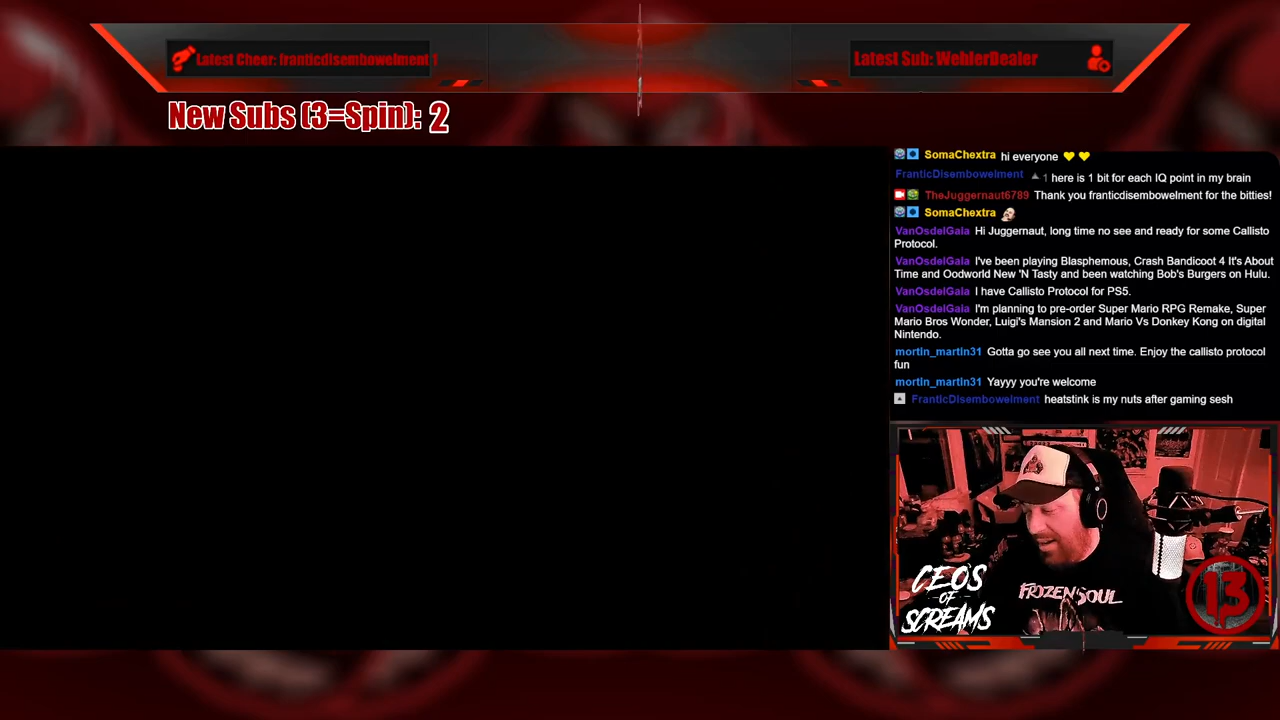 Latest Cheer: franticdisembowelment 1
Latest Sub: WehlerDealer
New Subs (3=Spin): 2
SomaChextra hi everyone
FranticDisembowelment 1 here is 1 bit for each IQ point in my brain
TheJuggernaut6789 Thank you franticdisembowelment for the bitties!
SomaChextra
VanOsdelGaia Hi Juggernaut, long time no see and ready for some Callisto
Protocol.
VanOsdelGaia I've been playing Blasphemous, Crash Bandicoot 4 It's About
Time and Oodworld New 'N Tasty and been watching Bob's Burgers on Hulu.
VanOsdelGaia I have Callisto Protocol for PS5.
VanOsdelGaia I'm planning to pre-order Super Mario RPG Remake, Super
Mario Bros Wonder, Luigi's Mansion 2 and Mario Vs Donkey Kong on digital
Nintendo.
mortin_martin31 Gotta go see you all next time. Enjoy the callisto protocol
fun
mortin_martin31 Yayyy you're welcome
FranticDisembowelment heatstink is my nuts after gaming sesh
CEOS
OF
SCREAMS
FROZEN SOUL
13